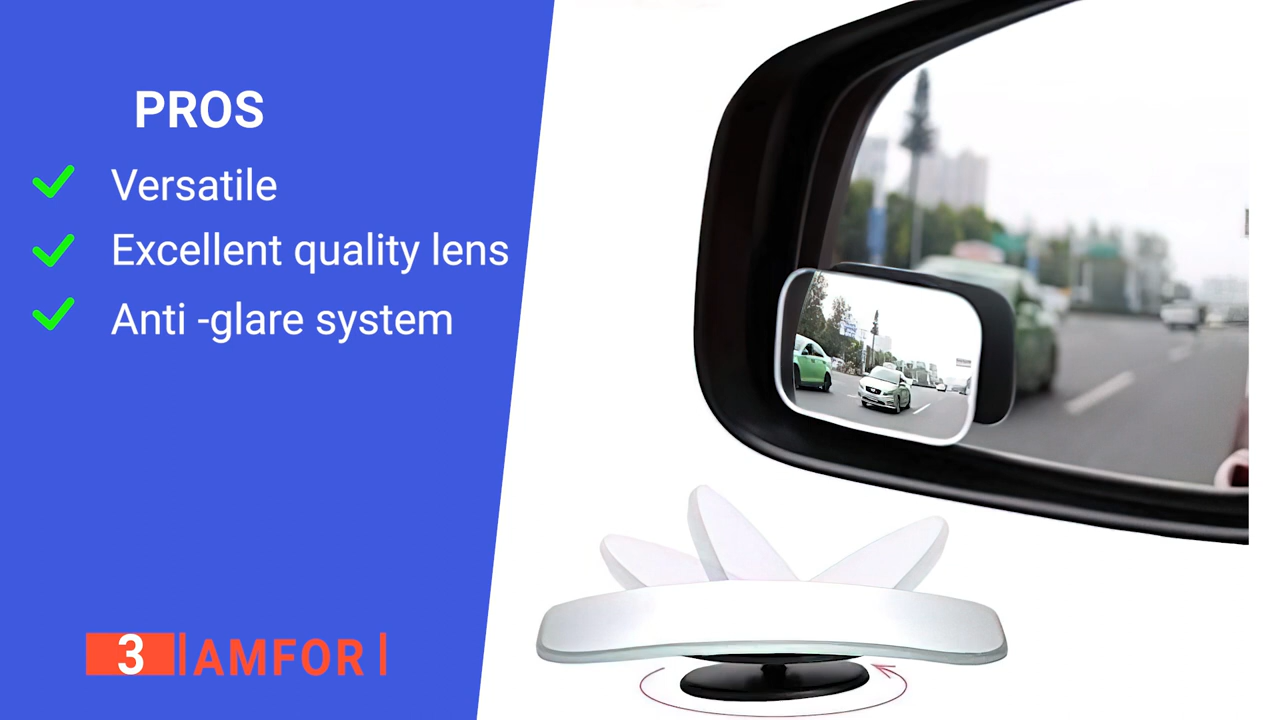 PROS
Versatile
Excellent quality lens
Anti -glare system
3 AMFOR